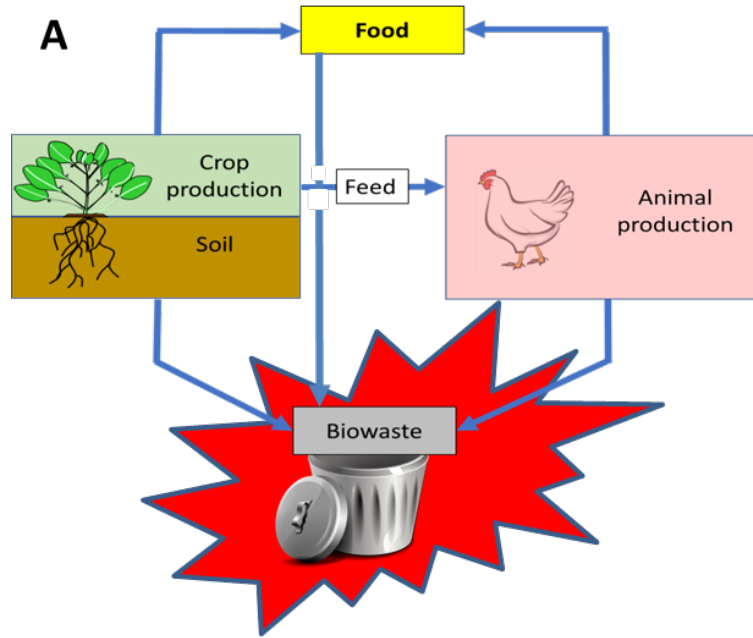 A
Food
Crop
production
Feed
Animal
production
Soil
Biowaste